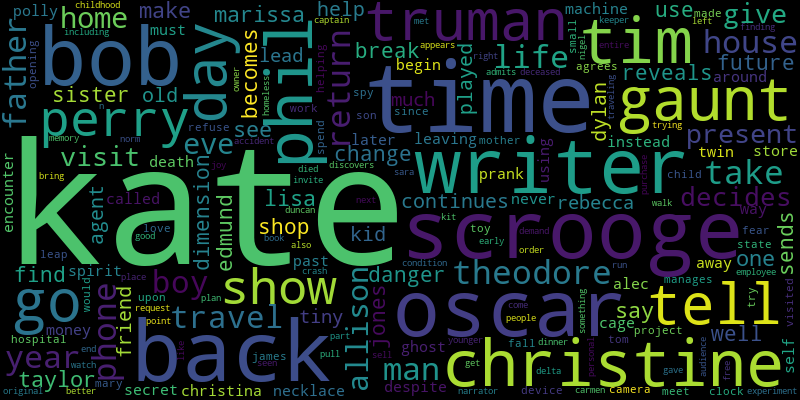 kate
time
scrooge
christine
oscar
writer
back
truman
bob
phil
tim
gaunt
tell
go
perry
show
day
theodore
take
man
house
life
travel
boy
return
father
home
visit
year
eve
phone
give
present
decides
allison
jones
sister
old
marissa
help
make
polly
childhood
including
must
opening
becomes
owner
homeless
helping
lead
break
begin
captain
met
keeper
machine
use
made
left
finding
entire
small
nigel
agrees
appears
right
admits
deceased
played
spy
much
son
since
reveals
future
around
traveling
dylan
trying
instead
twin
store
prank
using
mother
leaving
later
change
see
work
spend
refuse
accident
joy
norm
n
memory
bring
death
called
love
good
leap
encounter
dimension
agent
edmund
shop
lisa
kid
past
crash
also
book
duncan
died
invite
discovers
sara
continues
never
rebecca
purchase
child
walk
way
fear
state
one
employee
sends
visited
away
manages
try
danger
alec
say
cage
project
run
condition
order
early
toy
kit
demand
next
find
spirit
place
would
upon
plan
request
point
friend
money
hospital
end
watch
like
mary
better
original
taylor
secret
christina
seen
james
necklace
tiny
part
pull
ghost
despite
sell
younger
come
people
fall
dinner
get
gave
delta
narrator
device
carmen
camera
something
tom
personal
well
audience
free
meet
clock
self
experiment